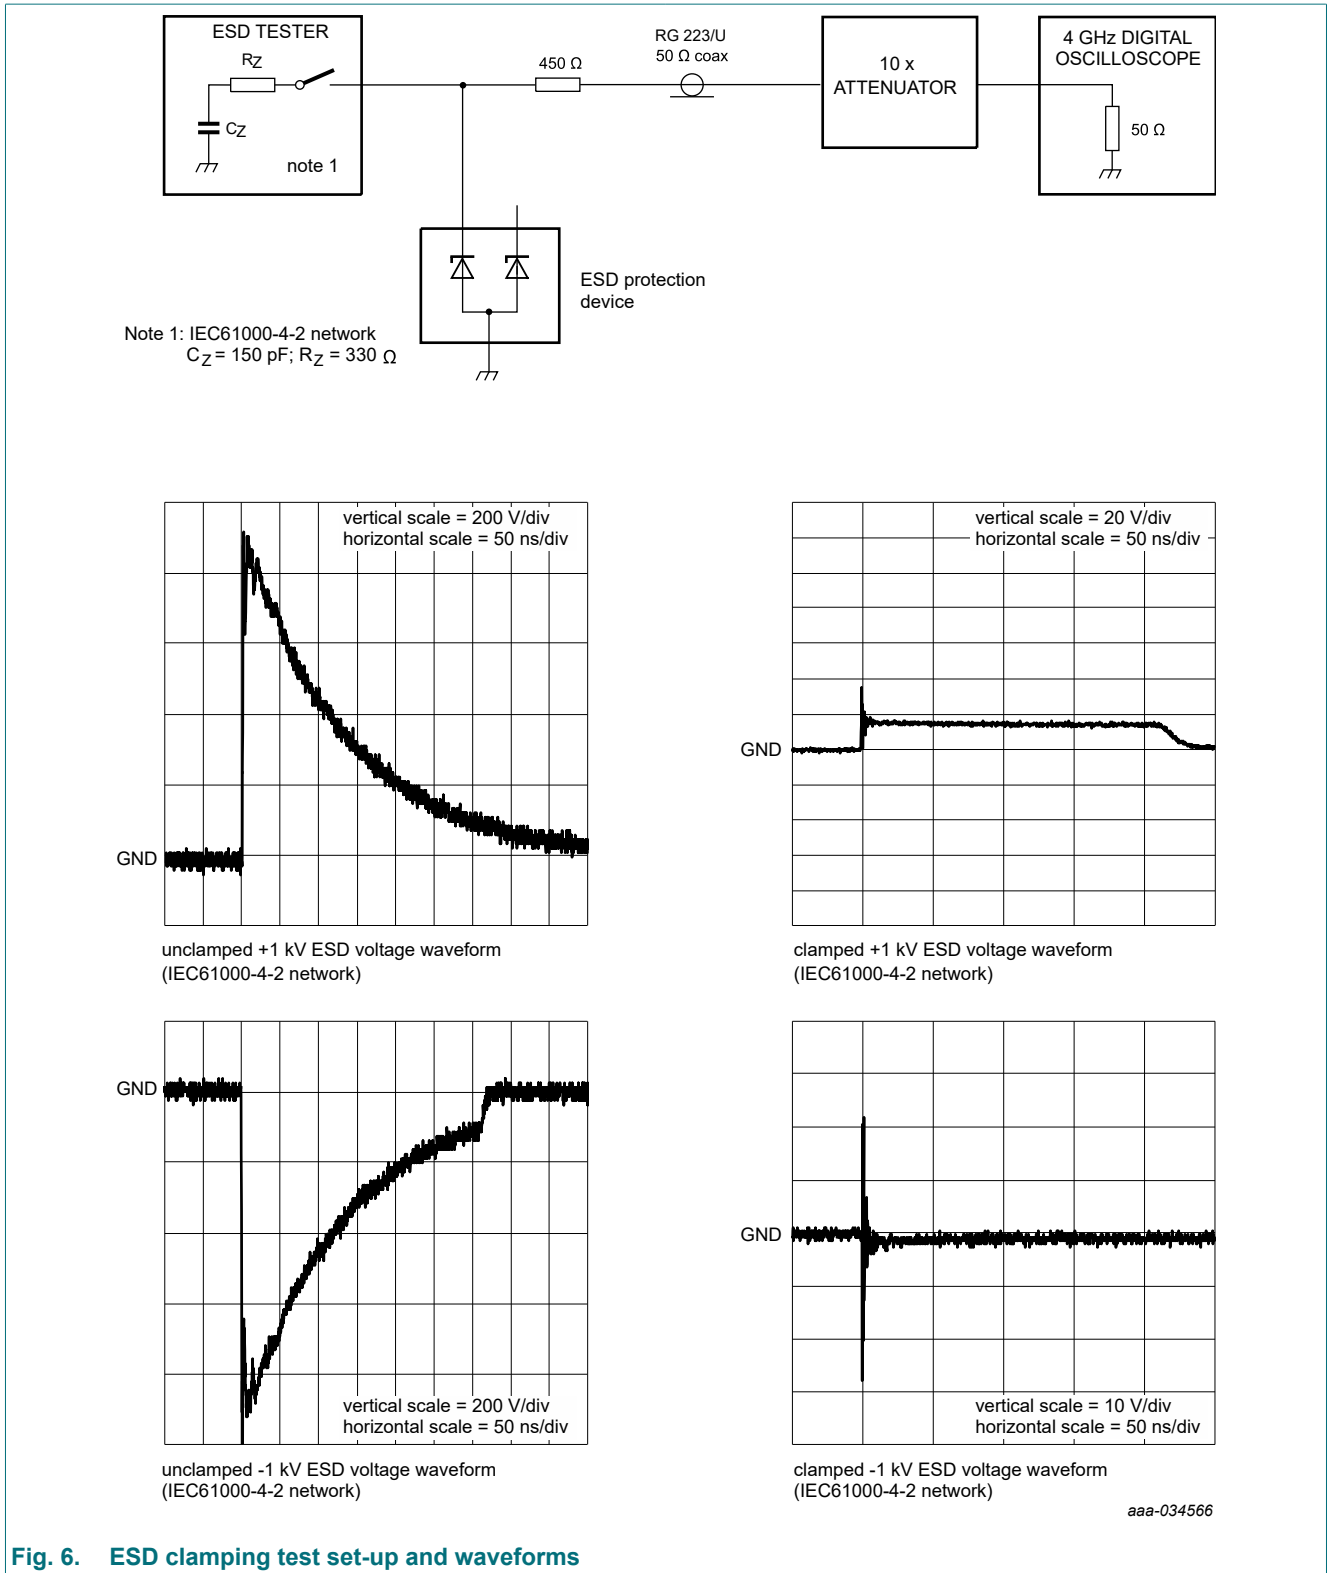 ESD TESTER
RZ
CZ
note 1
450 Ω
RG 223/U
50 Ω coax
10 x
ATTENUATOR
4 GHz DIGITAL
OSCILLOSCOPE
50 Ω
ESD protection
device
Note 1: IEC61000-4-2 network
CZ = 150 pF; RZ = 330 Ω
vertical scale = 200 V/div
horizontal scale = 50 ns/div
GND
unclamped +1 kV ESD voltage waveform
(IEC61000-4-2 network)
vertical scale = 20 V/div
horizontal scale = 50 ns/div
GND
clamped +1 kV ESD voltage waveform
(IEC61000-4-2 network)
GND
vertical scale = 200 V/div
horizontal scale = 50 ns/div
unclamped -1 kV ESD voltage waveform
(IEC61000-4-2 network)
GND
vertical scale = 10 V/div
horizontal scale = 50 ns/div
clamped -1 kV ESD voltage waveform
(IEC61000-4-2 network)
aaa-034566
Fig. 6. ESD clamping test set-up and waveforms